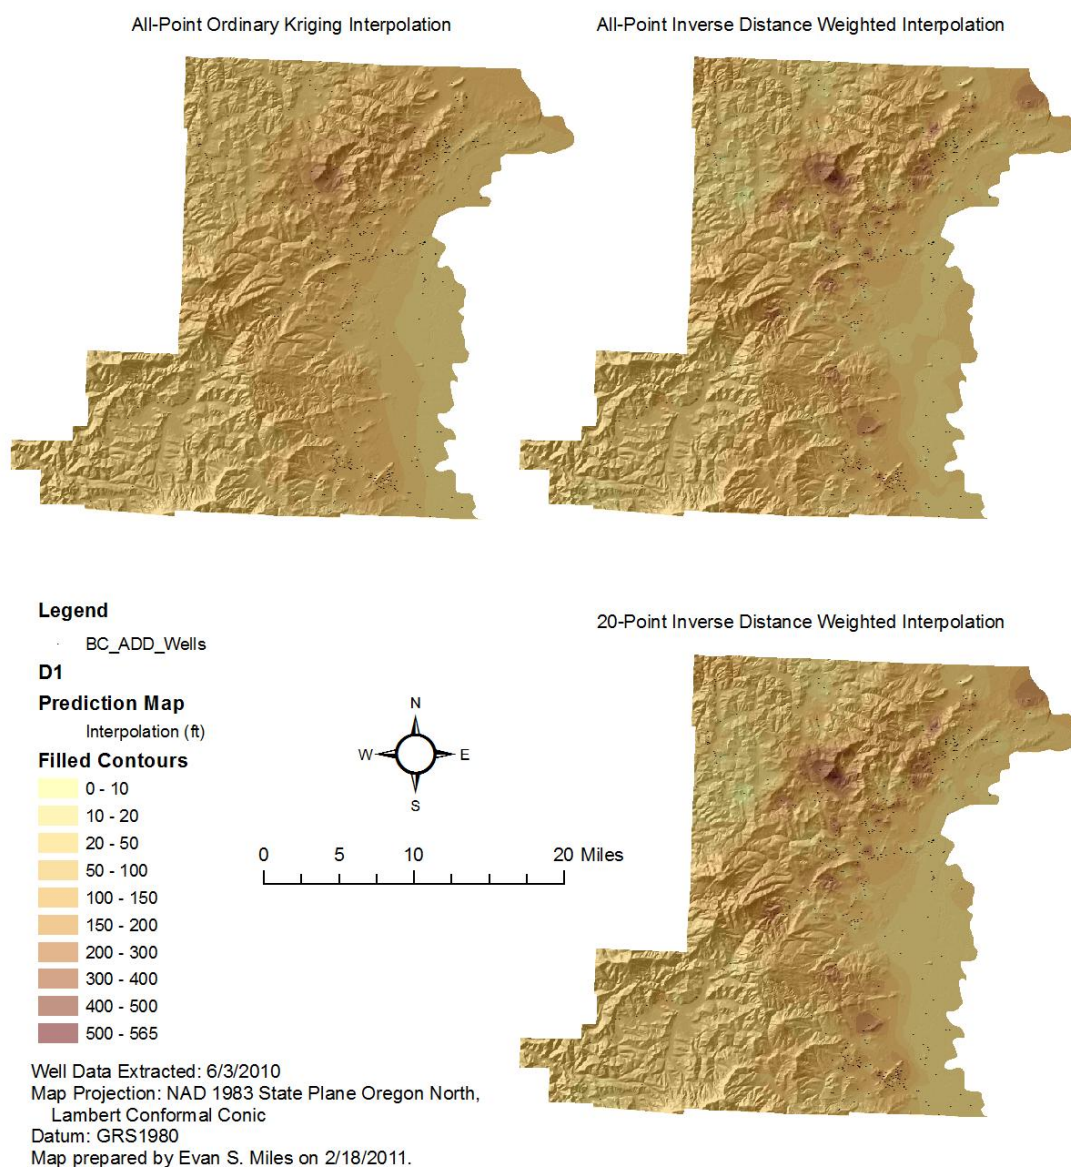 All-Point Ordinary Kriging Interpolation
All-Point Inverse Distance Weighted Interpolation
Legend
BC_ADD_Wells
D1
Prediction Map
Interpolation (ft)
Filled Contours
0 - 10
10 - 20
20 - 50
50 - 100
100 - 150
150 - 200
200 - 300
300 - 400
400 - 500
500 - 565
N
W
E
S
0 5 10 20 Miles
20-Point Inverse Distance Weighted Interpolation
Well Data Extracted: 6/3/2010
Map Projection: NAD 1983 State Plane Oregon North,
Lambert Conformal Conic
Datum: GRS1980
Map prepared by Evan S. Miles on 2/18/2011.